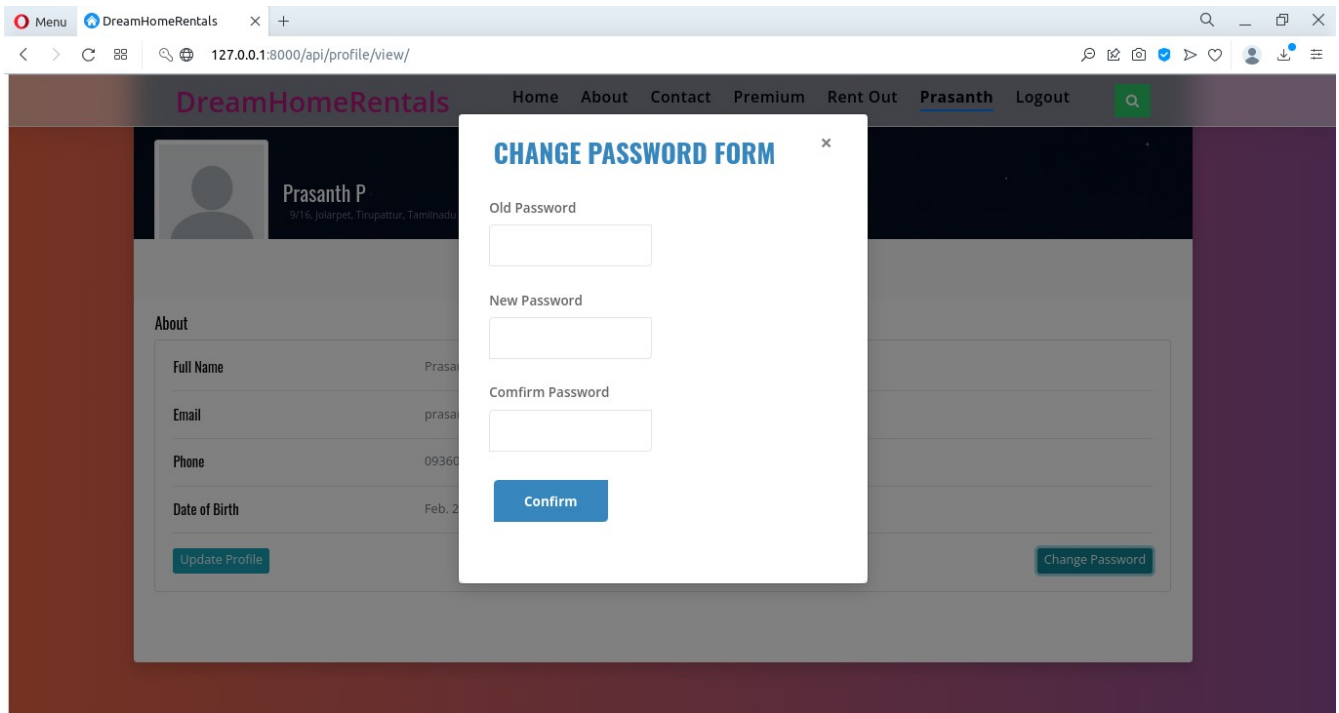 Menu DreamHomeRentals
127.0.0.1:8000/api/profile/view/
DreamHomeRentals Home About Contact Premium Rent Out Prasanth Logout
CHANGE PASSWORD FORM ×
Prasanth P
9/16, Jolarpet, Tirupattur, Tamilnadu
Old Password
New Password
About
Full Name
Comfirm Password
Email
Phone 09360
Confirm
Date of Birth Feb. 2
Update Profile Change Password